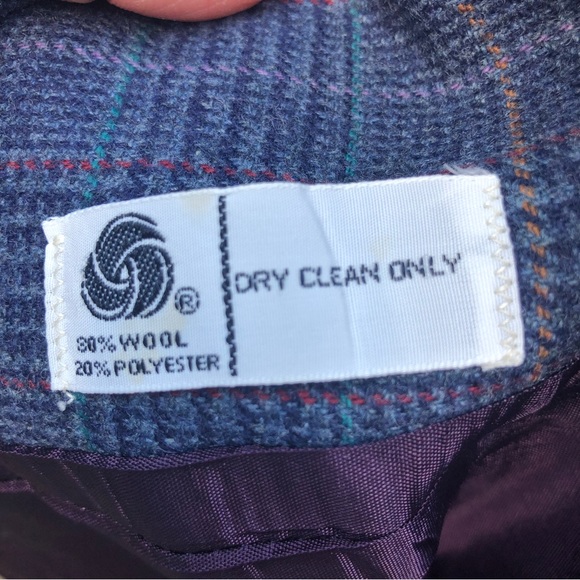 ®
80% WOOL
20% POLYESTER
DRY CLEAN ONLY